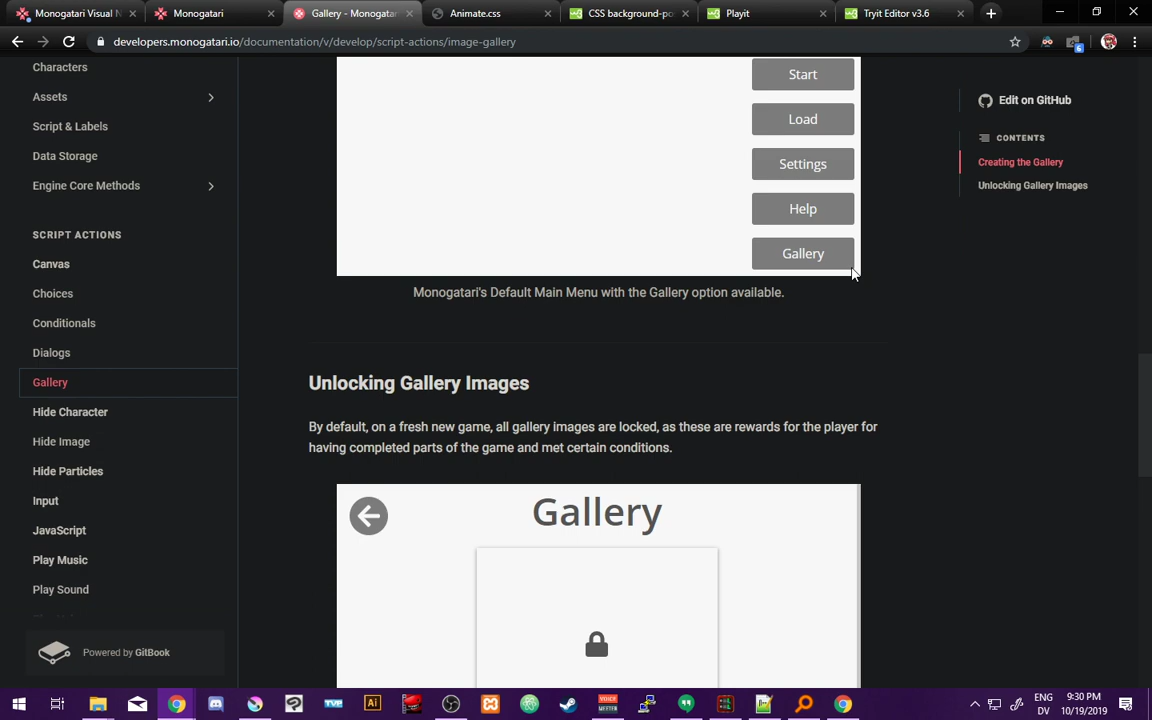 Monogatari Visual N
Monogatari
Gallery - Monogatar
Animate.css
CSS background-po
Playit
Tryit Editor v3.6
developers.monogatari.io/documentation/v/develop/script-actions/image-gallery
6
Characters
Assets
Script & Labels
Data Storage
Engine Core Methods
SCRIPT ACTIONS
Canvas
Choices
Conditionals
Dialogs
Gallery
Hide Character
Hide Image
Hide Particles
Input
JavaScript
Play Music
Play Sound
Powered by GitBook
Start
Load
Settings
Help
Gallery
Monogatari's Default Main Menu with the Gallery option available.
Unlocking Gallery Images
By default, on a fresh new game, all gallery images are locked, as these are rewards for the player for
having completed parts of the game and met certain conditions.
Gallery
Edit on GitHub
CONTENTS
Creating the Gallery
Unlocking Gallery Images
TVP
Ai
VOICE
MEETER
ENG
DV
9:30 PM
10/19/2019